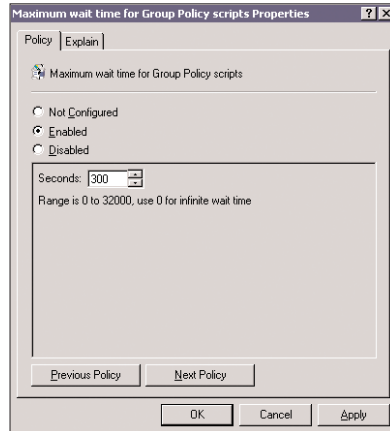 Maximum wait time for Group Policy scripts Properties
Policy
Explain
Maximum wait time for Group Policy scripts
Not Configured
Enabled
Disabled
Seconds: 300
Range is 0 to 32000, use 0 for infinite wait time
Previous Policy
Next Policy
OK
Cancel
Apply